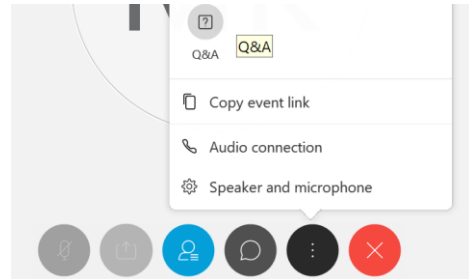 Q&A
Q&A
Copy event link
Audio connection
Speaker and microphone